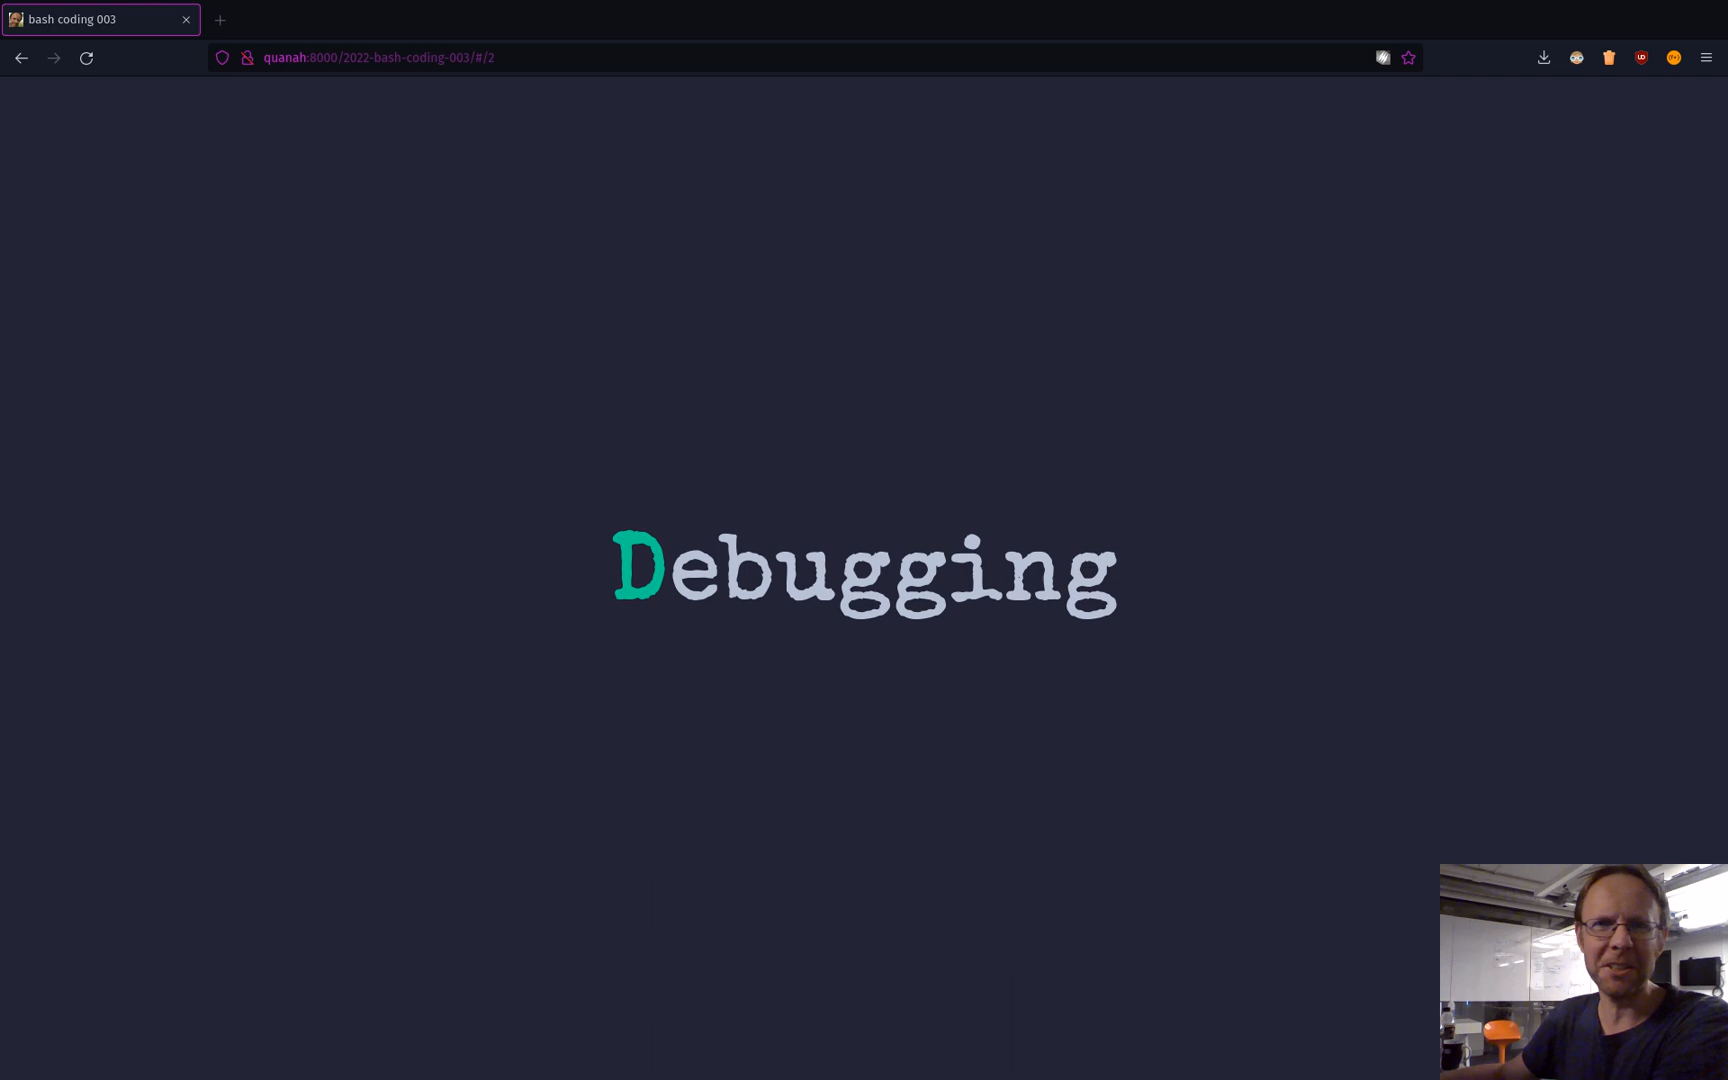 bash coding 003
quanah:8000/2022-bash-coding-003/#/2
Debugging